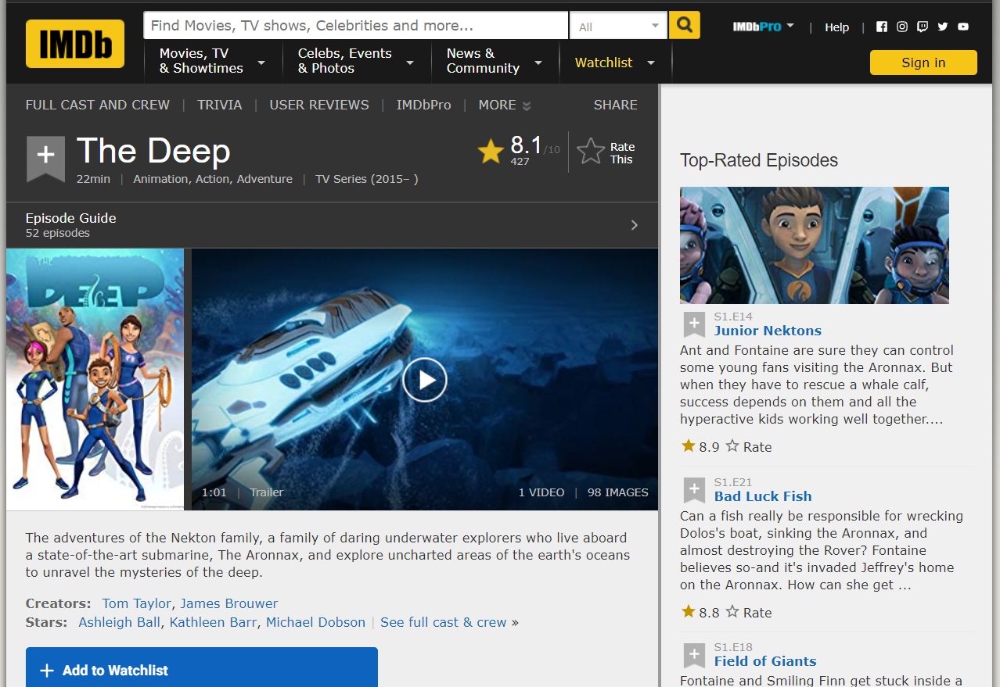 IMDb
Find Movies, TV shows, Celebrities and more...
All
IMDbPro
|
Help
|
Movies, TV
& Showtimes
Celebs, Events
& Photos
News &
Community
Watchlist
Sign in
FULL CAST AND CREW | TRIVIA | USER REVIEWS | IMDbPro | MORE
SHARE
The Deep
22min | Animation, Action, Adventure | TV Series (2015– )
8.1/10
427
Rate
This
Episode Guide
52 episodes
THE
DEEP
1:01 | Trailer
1 VIDEO | 98 IMAGES
The adventures of the Nekton family, a family of daring underwater explorers who live aboard
a state-of-the-art submarine, The Aronnax, and explore uncharted areas of the earth's oceans
to unravel the mysteries of the deep.
Creators: Tom Taylor, James Brouwer
Stars: Ashleigh Ball, Kathleen Barr, Michael Dobson | See full cast & crew »
+ Add to Watchlist
Top-Rated Episodes
S1.E14
Junior Nektons
Ant and Fontaine are sure they can control
some young fans visiting the Aronnax. But
when they have to rescue a whale calf,
success depends on them and all the
hyperactive kids working well together....
8.9 Rate
S1.E21
Bad Luck Fish
Can a fish really be responsible for wrecking
Dolos's boat, sinking the Aronnax, and
almost destroying the Rover? Fontaine
believes so-and it's invaded Jeffrey's home
on the Aronnax. How can she get ...
8.8 Rate
S1.E18
Field of Giants
Fontaine and Smiling Finn get stuck inside a